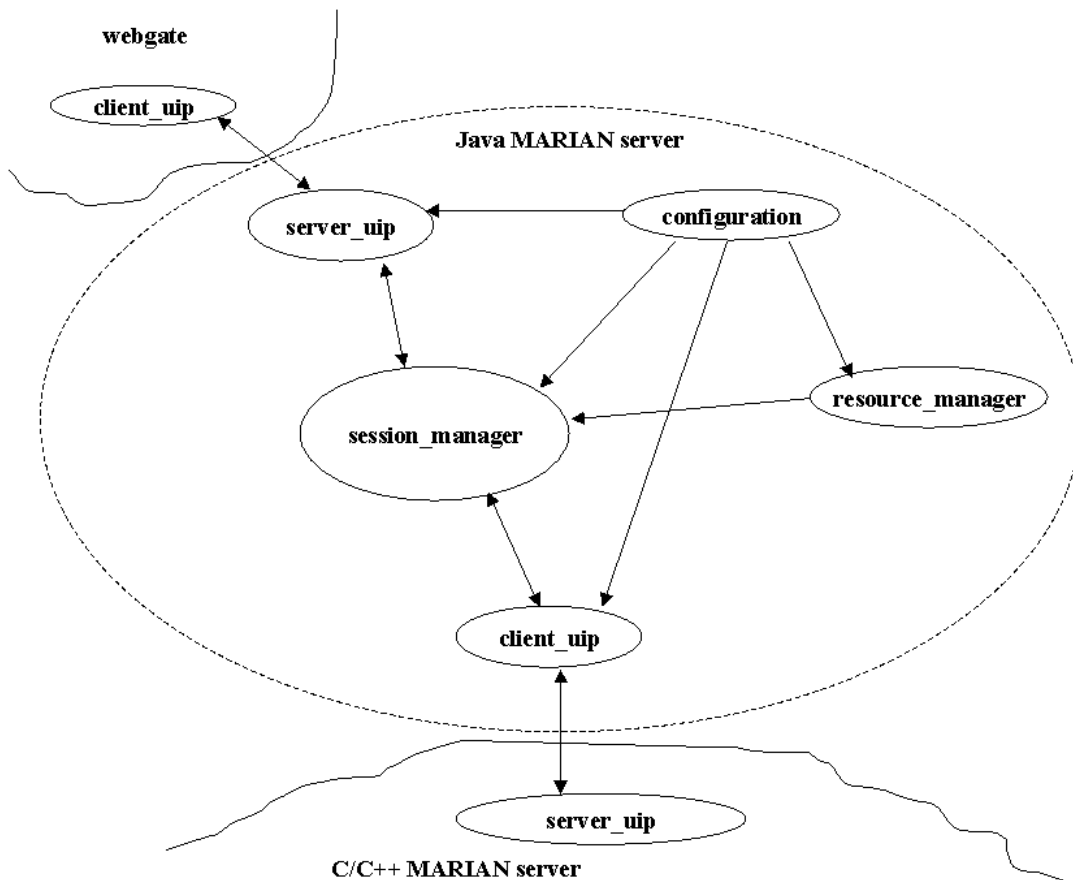 webgate
client_uip
Java MARIAN server
server_uip
configuration
resource_manager
session_manager
client_uip
server_uip
C/C++ MARIAN server